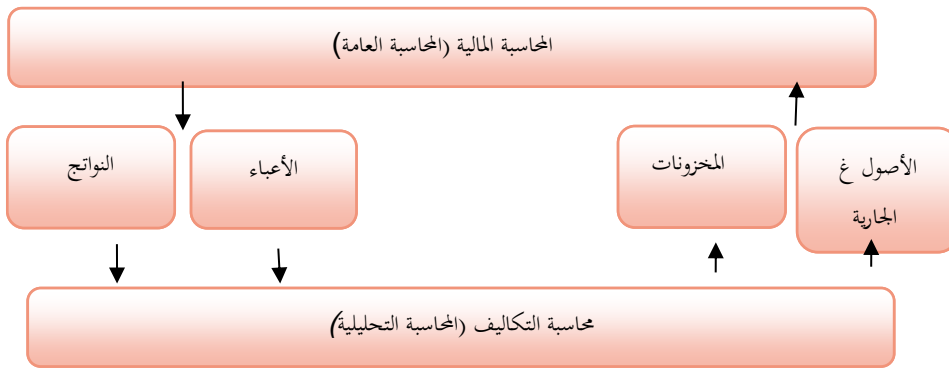 المحاسبة المالية (المحاسبة العامة)
الأصول غ
الجارية
المخزونات
الأعباء
النواتج
محاسبة التكاليف (المحاسبة التحليلية)